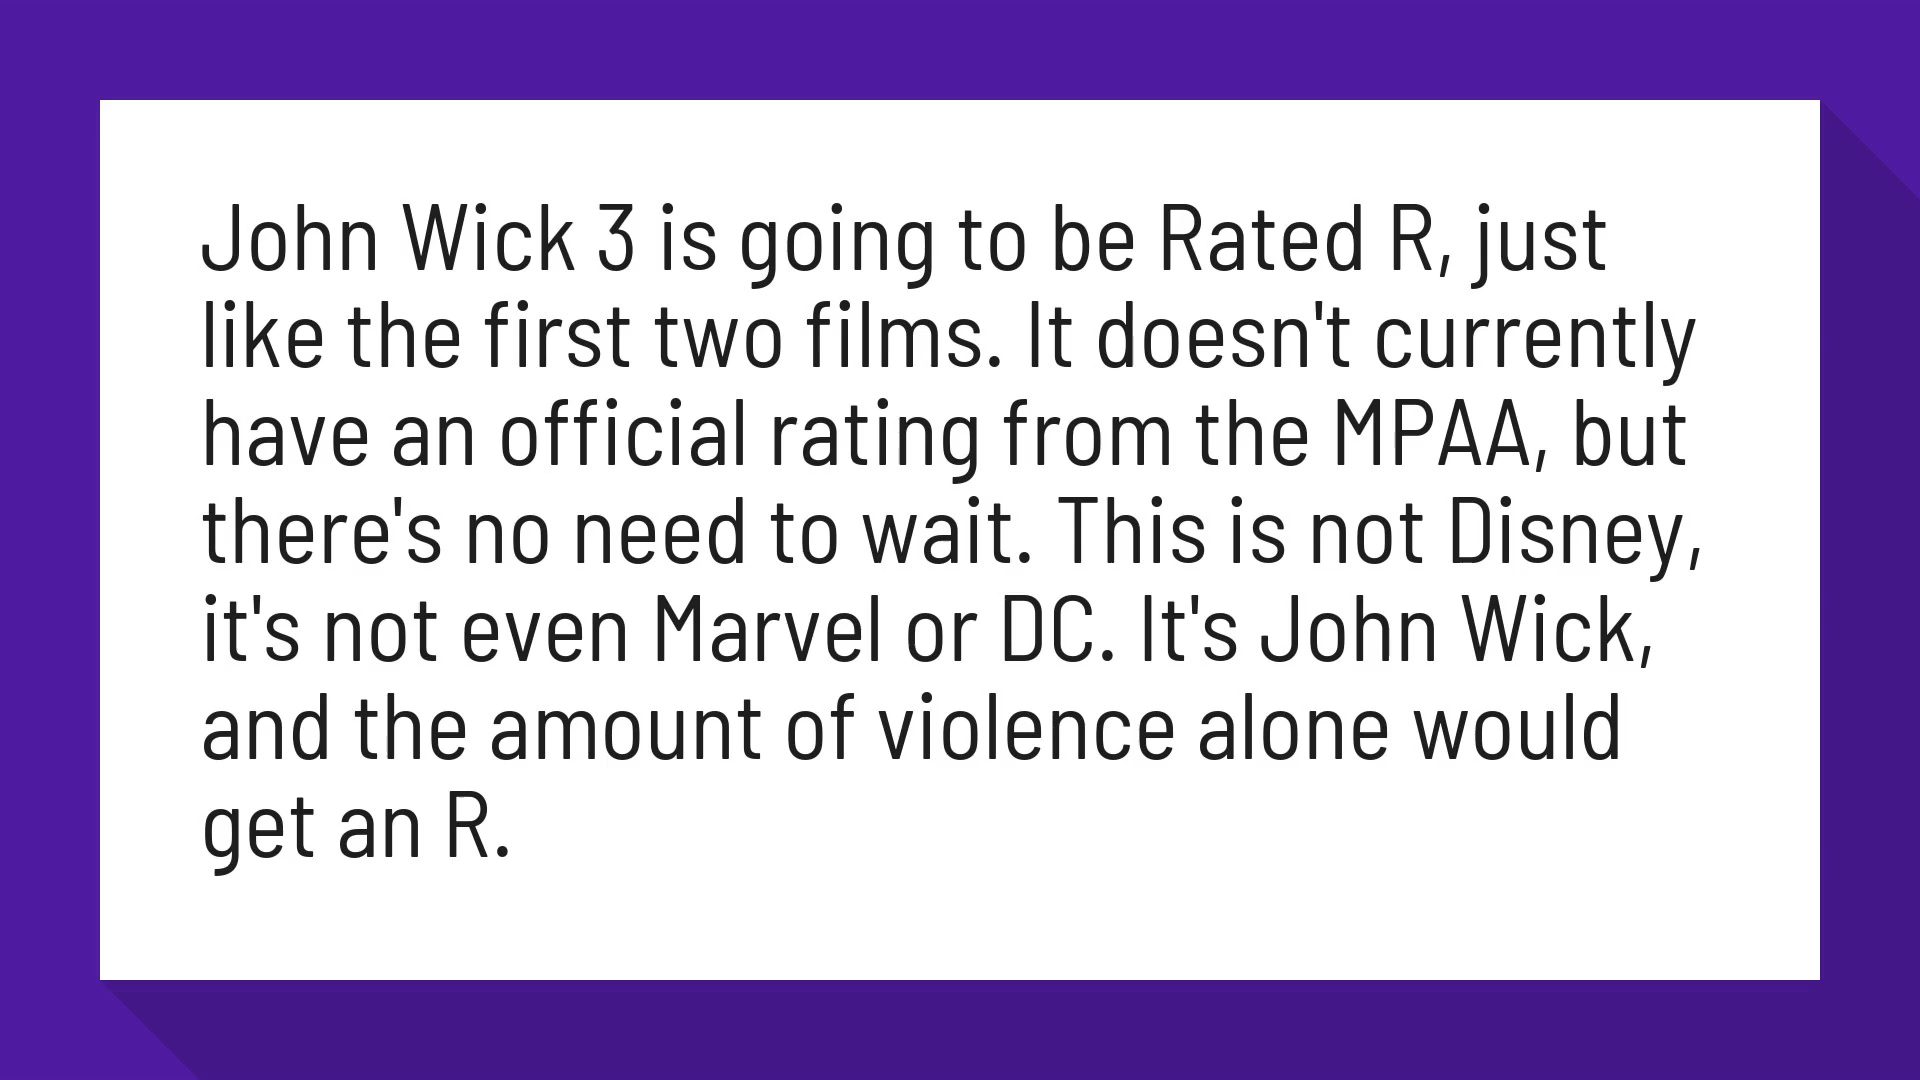 John Wick 3 is going to be Rated R, just
like the first two films. It doesn't currently
have an official rating from the MPAA, but
there's no need to wait. This is not Disney,
it's not even Marvel or DC. It's John Wick,
and the amount of violence alone would
get an R.